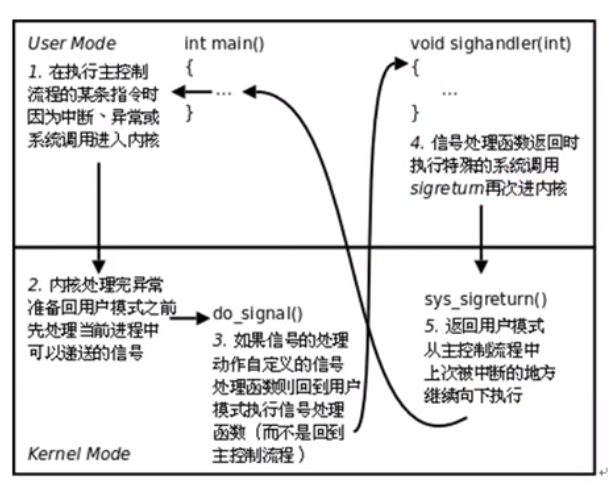 User Mode
int main()
{
...
}
1. 在执行主控制
流程的某条指令时
因为中断、异常或
系统调用进入内核
void sighandler(int)
{
...
}
4. 信号处理函数返回时
执行特殊的系统调用
sigreturn再次进内核
2. 内核处理完异常
准备回用户模式之前
先处理当前进程中
可以递送的信号
do_signal()
3. 如果信号的处理
动作自定义的信号
处理函数则回到用户
模式执行信号处理
函数（而不是回到
主控制流程）
sys_sigreturn()
5. 返回用户模式
从主控制流程中
上次被中断的地方
继续向下执行
Kernel Mode